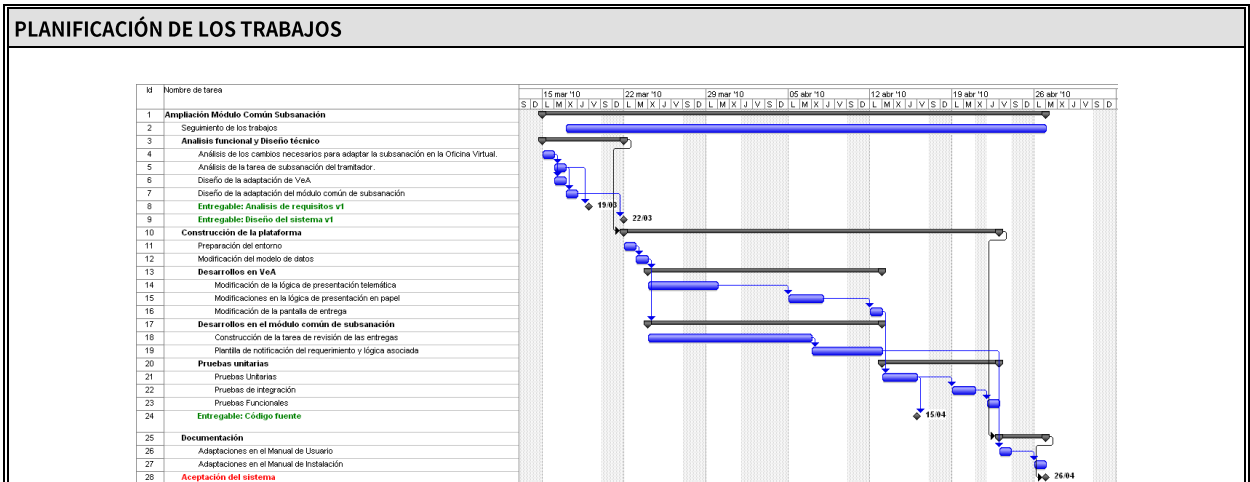 PLANIFICACIÓN DE LOS TRABAJOS
Id Nombre de tarea 15 mar '10 22 mar '10 29 mar '10 05 abr '10 12 abr '10 19 abr '10 26 abr '10
S D L M X J V S D L M X J V S D L M X J V S D L M X J V S D L M X J V S D L M X J V S D L M X J V S D
1 Ampliación Módulo Común Subsanación
2 Seguimiento de los trabajos
3 Analisis funcional y Diseño técnico
4 Análisis de los cambios necesarios para adaptar la subsanación en la Oficina Virtual.
5 Análisis de la tarea de subsanación del tramitador.
6 Diseño de la adaptación de VeA
7 Diseño de la adaptación del módulo común de subsanación
8 Entregable: Analisis de requisitos v1 19/03
9 Entregable: Diseño del sistema v1 22/03
10 Construcción de la plataforma
11 Preparación del entorno
12 Modificación del modelo de datos
13 Desarrollos en VeA
14 Modificación de la lógica de presentación telemática
15 Modificaciones en la lógica de presentación en papel
16 Modificación de la pantalla de entrega
17 Desarrollos en el módulo común de subsanación
18 Construcción de la tarea de revisión de las entregas
19 Plantilla de notificación del requerimiento y lógica asociada
20 Pruebas unitarias
21 Pruebas Unitarias
22 Pruebas de integración
23 Pruebas Funcionales
24 Entregable: Código fuente 15/04
25 Documentación
26 Adaptaciones en el Manual de Usuario
27 Adaptaciones en el Manual de Instalación
28 Aceptación del sistema 26/04